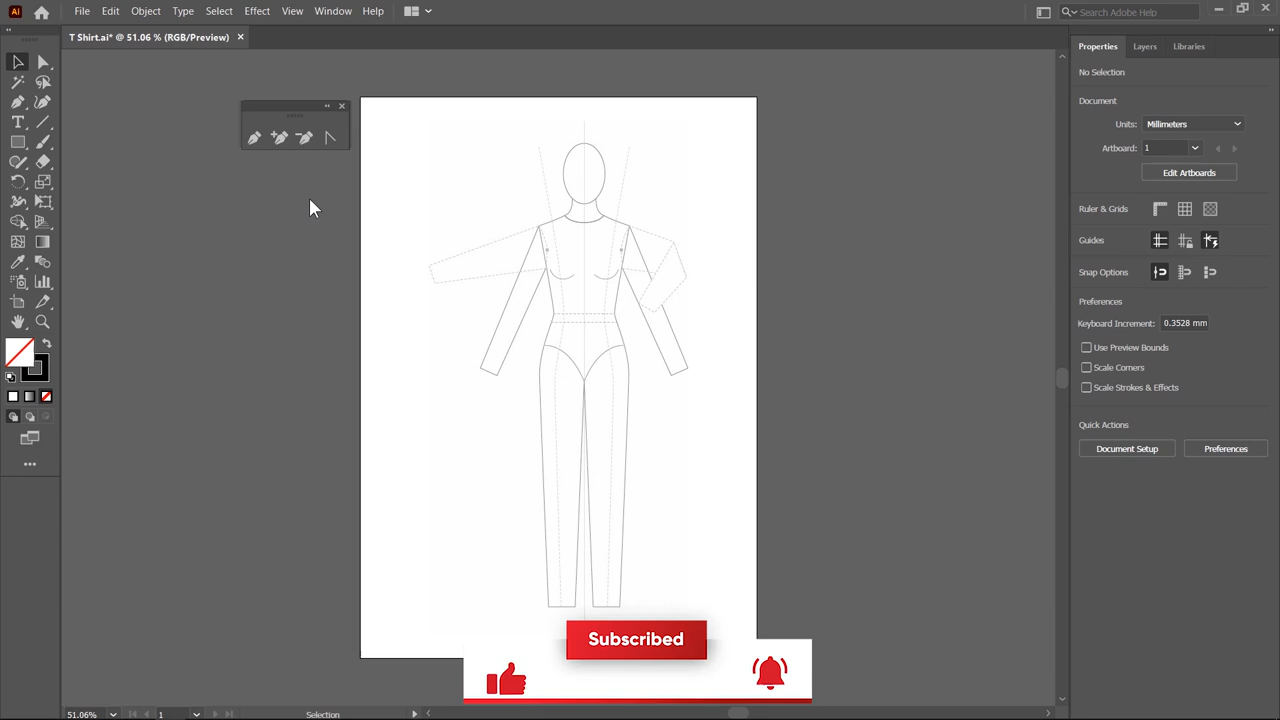 Ai File Edit Object Type Select Effect View Window Help Search Adobe Help
T Shirt.ai* @ 51.06 % (RGB/Preview) ×
Properties Layers Libraries
No Selection
Document
Units: Millimeters
Artboard: 1
Edit Artboards
Ruler & Grids
Guides
Snap Options
Preferences
Keyboard Increment: 0.3528 mm
Use Preview Bounds
Scale Corners
Scale Strokes & Effects
Quick Actions
Document Setup Preferences
Subscribed
51.06% 1 Selection